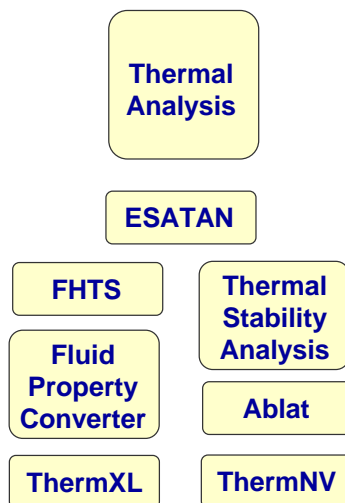 Thermal
Analysis
ESATAN
FHTS
Thermal
Stability
Analysis
Fluid
Property
Converter
Ablat
ThermXL
ThermNV